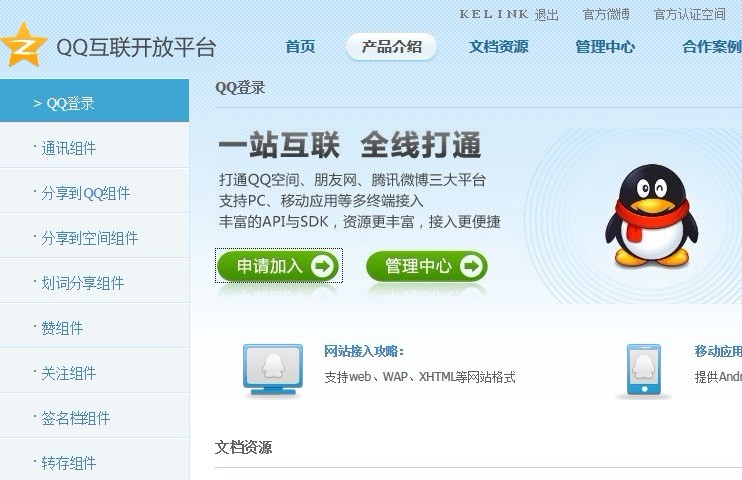 KELINK 退出 官方微博 官方认证空间
QQ互联开放平台
首页 产品介绍 文档资源 管理中心 合作案例
> QQ登录
· 通讯组件
· 分享到QQ组件
· 分享到空间组件
· 划词分享组件
· 赞组件
· 关注组件
· 签名档组件
· 转存组件
QQ登录
一站互联 全线打通
打通QQ空间、朋友网、腾讯微博三大平台
支持PC、移动应用等多终端接入
丰富的API与SDK，资源更丰富，接入更便捷
申请加入 管理中心
网站接入攻略：
支持web、WAP、XHTML等网站格式
移动应用
提供Andr
文档资源